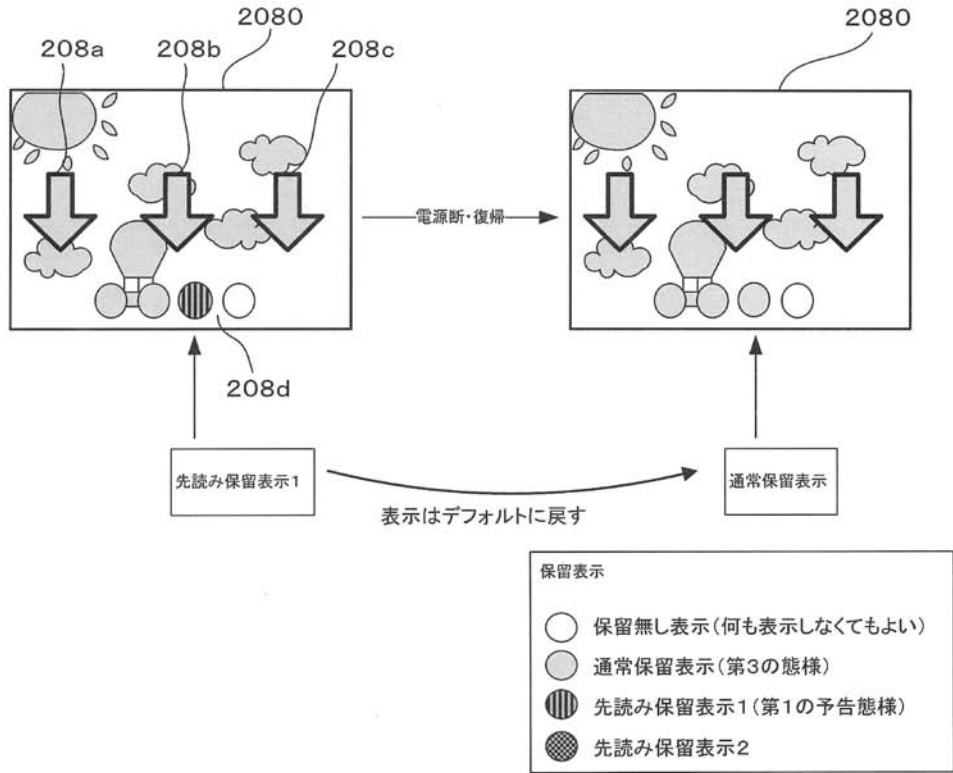 2080
2080
208a
208b
208c
電源断・復帰
208d
先読み保留表示1
通常保留表示
表示はデフォルトに戻す
保留表示
保留無し表示(何も表示しなくてもよい)
通常保留表示(第3の態様)
先読み保留表示1(第1の予告態様)
先読み保留表示2